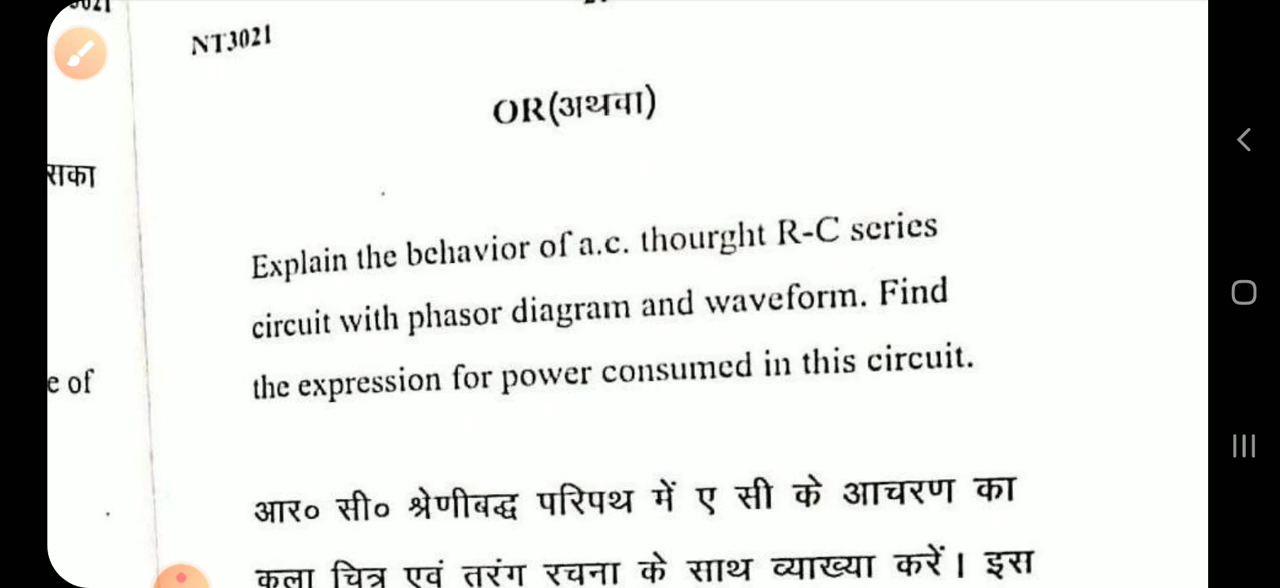 NT3021
OR(अथवा)
सका
Explain the behavior of a.c. thourght R-C series
circuit with phasor diagram and waveform. Find
e of
the expression for power consumed in this circuit.
आर० सी० श्रेणीबद्ध परिपथ में ए सी के आचरण का
कला चित्र एवं तरंग रचना के साथ व्याख्या करें। इस